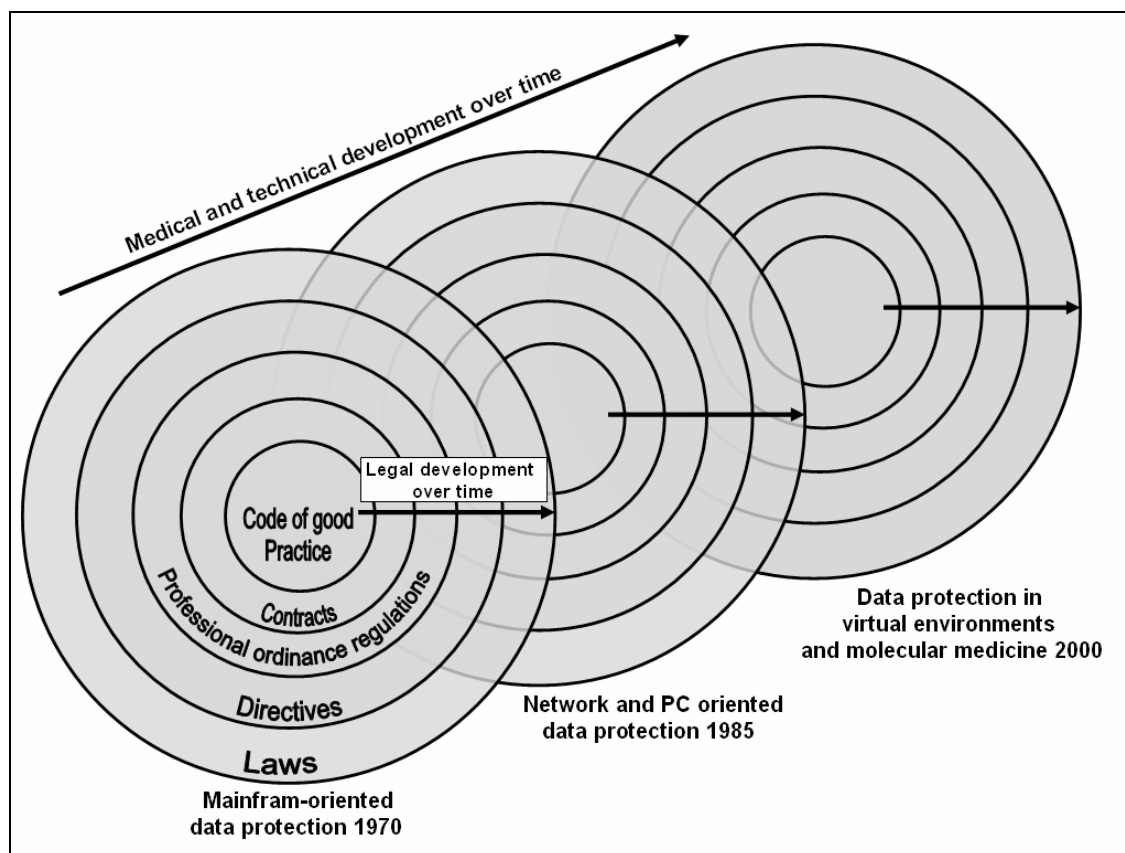 Medical and technical development over time
Legal development
over time
Code of good
Practice
Contracts
Professional ordinance regulations
Directives
Laws
Mainfram-oriented
data protection 1970
Network and PC oriented
data protection 1985
Data protection in
virtual environments
and molecular medicine 2000